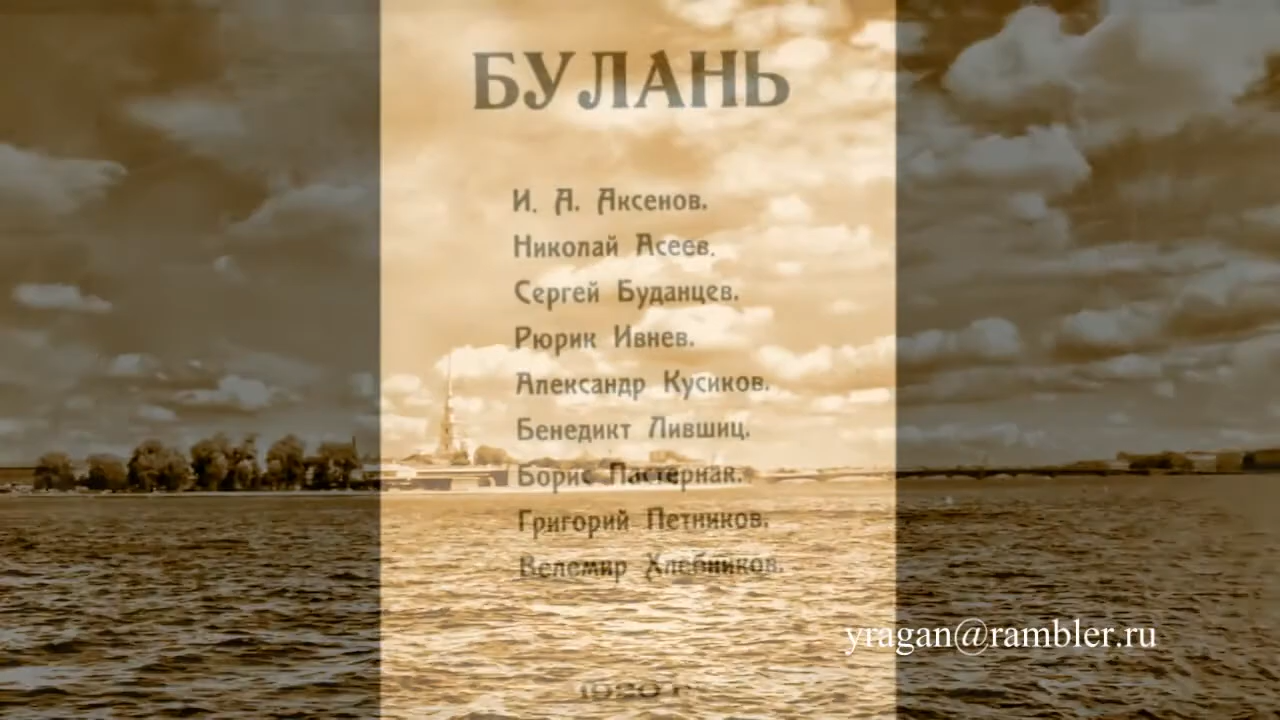 БУЛАНЬ
И. А. Аксенов.
Николай Асеев.
Сергей Буданцев.
Рюрик Ивнев.
Александр Кусиков.
Бенедикт Лившиц.
Борис Пастернак.
Григорий Петников.
Велемир Хлебников.
yragan@rambler.ru
1920 г.